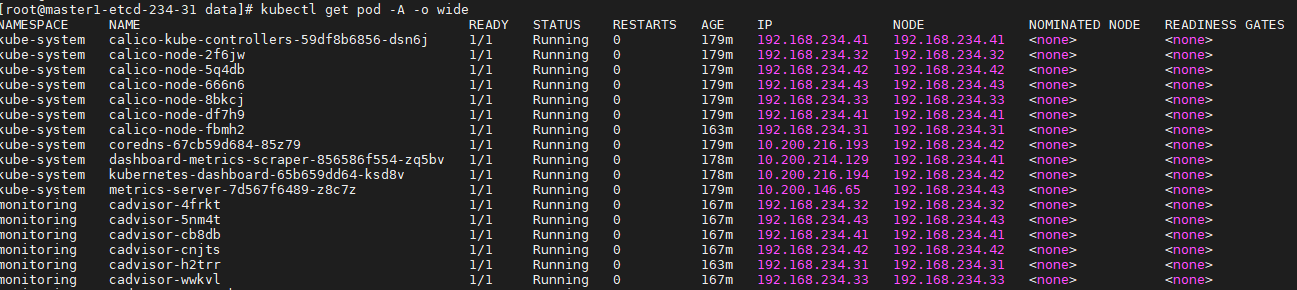 [root@master1-etcd-234-31 data]# kubectl get pod -A -o wide
NAMESPACE NAME READY STATUS RESTARTS AGE IP NODE NOMINATED NODE READINESS GATES
kube-system calico-kube-controllers-59df8b6856-dsn6j 1/1 Running 0 179m 192.168.234.41 192.168.234.41 <none> <none>
kube-system calico-node-2f6jw 1/1 Running 0 179m 192.168.234.32 192.168.234.32 <none> <none>
kube-system calico-node-5q4db 1/1 Running 0 179m 192.168.234.42 192.168.234.42 <none> <none>
kube-system calico-node-666n6 1/1 Running 0 179m 192.168.234.43 192.168.234.43 <none> <none>
kube-system calico-node-8bkcj 1/1 Running 0 179m 192.168.234.33 192.168.234.33 <none> <none>
kube-system calico-node-df7h9 1/1 Running 0 179m 192.168.234.41 192.168.234.41 <none> <none>
kube-system calico-node-fbmh2 1/1 Running 0 163m 192.168.234.31 192.168.234.31 <none> <none>
kube-system coredns-67cb59d684-85z79 1/1 Running 0 179m 10.200.216.193 192.168.234.42 <none> <none>
kube-system dashboard-metrics-scraper-856586f554-zq5bv 1/1 Running 0 178m 10.200.214.129 192.168.234.41 <none> <none>
kube-system kubernetes-dashboard-65b659dd64-ksd8v 1/1 Running 0 178m 10.200.216.194 192.168.234.42 <none> <none>
kube-system metrics-server-7d567f6489-z8c7z 1/1 Running 0 179m 10.200.146.65 192.168.234.43 <none> <none>
monitoring cadvisor-4frkt 1/1 Running 0 167m 192.168.234.32 192.168.234.32 <none> <none>
monitoring cadvisor-5nm4t 1/1 Running 0 167m 192.168.234.43 192.168.234.43 <none> <none>
monitoring cadvisor-cb8db 1/1 Running 0 167m 192.168.234.41 192.168.234.41 <none> <none>
monitoring cadvisor-cnjts 1/1 Running 0 167m 192.168.234.42 192.168.234.42 <none> <none>
monitoring cadvisor-h2trr 1/1 Running 0 163m 192.168.234.31 192.168.234.31 <none> <none>
monitoring cadvisor-wwkvl 1/1 Running 0 167m 192.168.234.33 192.168.234.33 <none> <none>